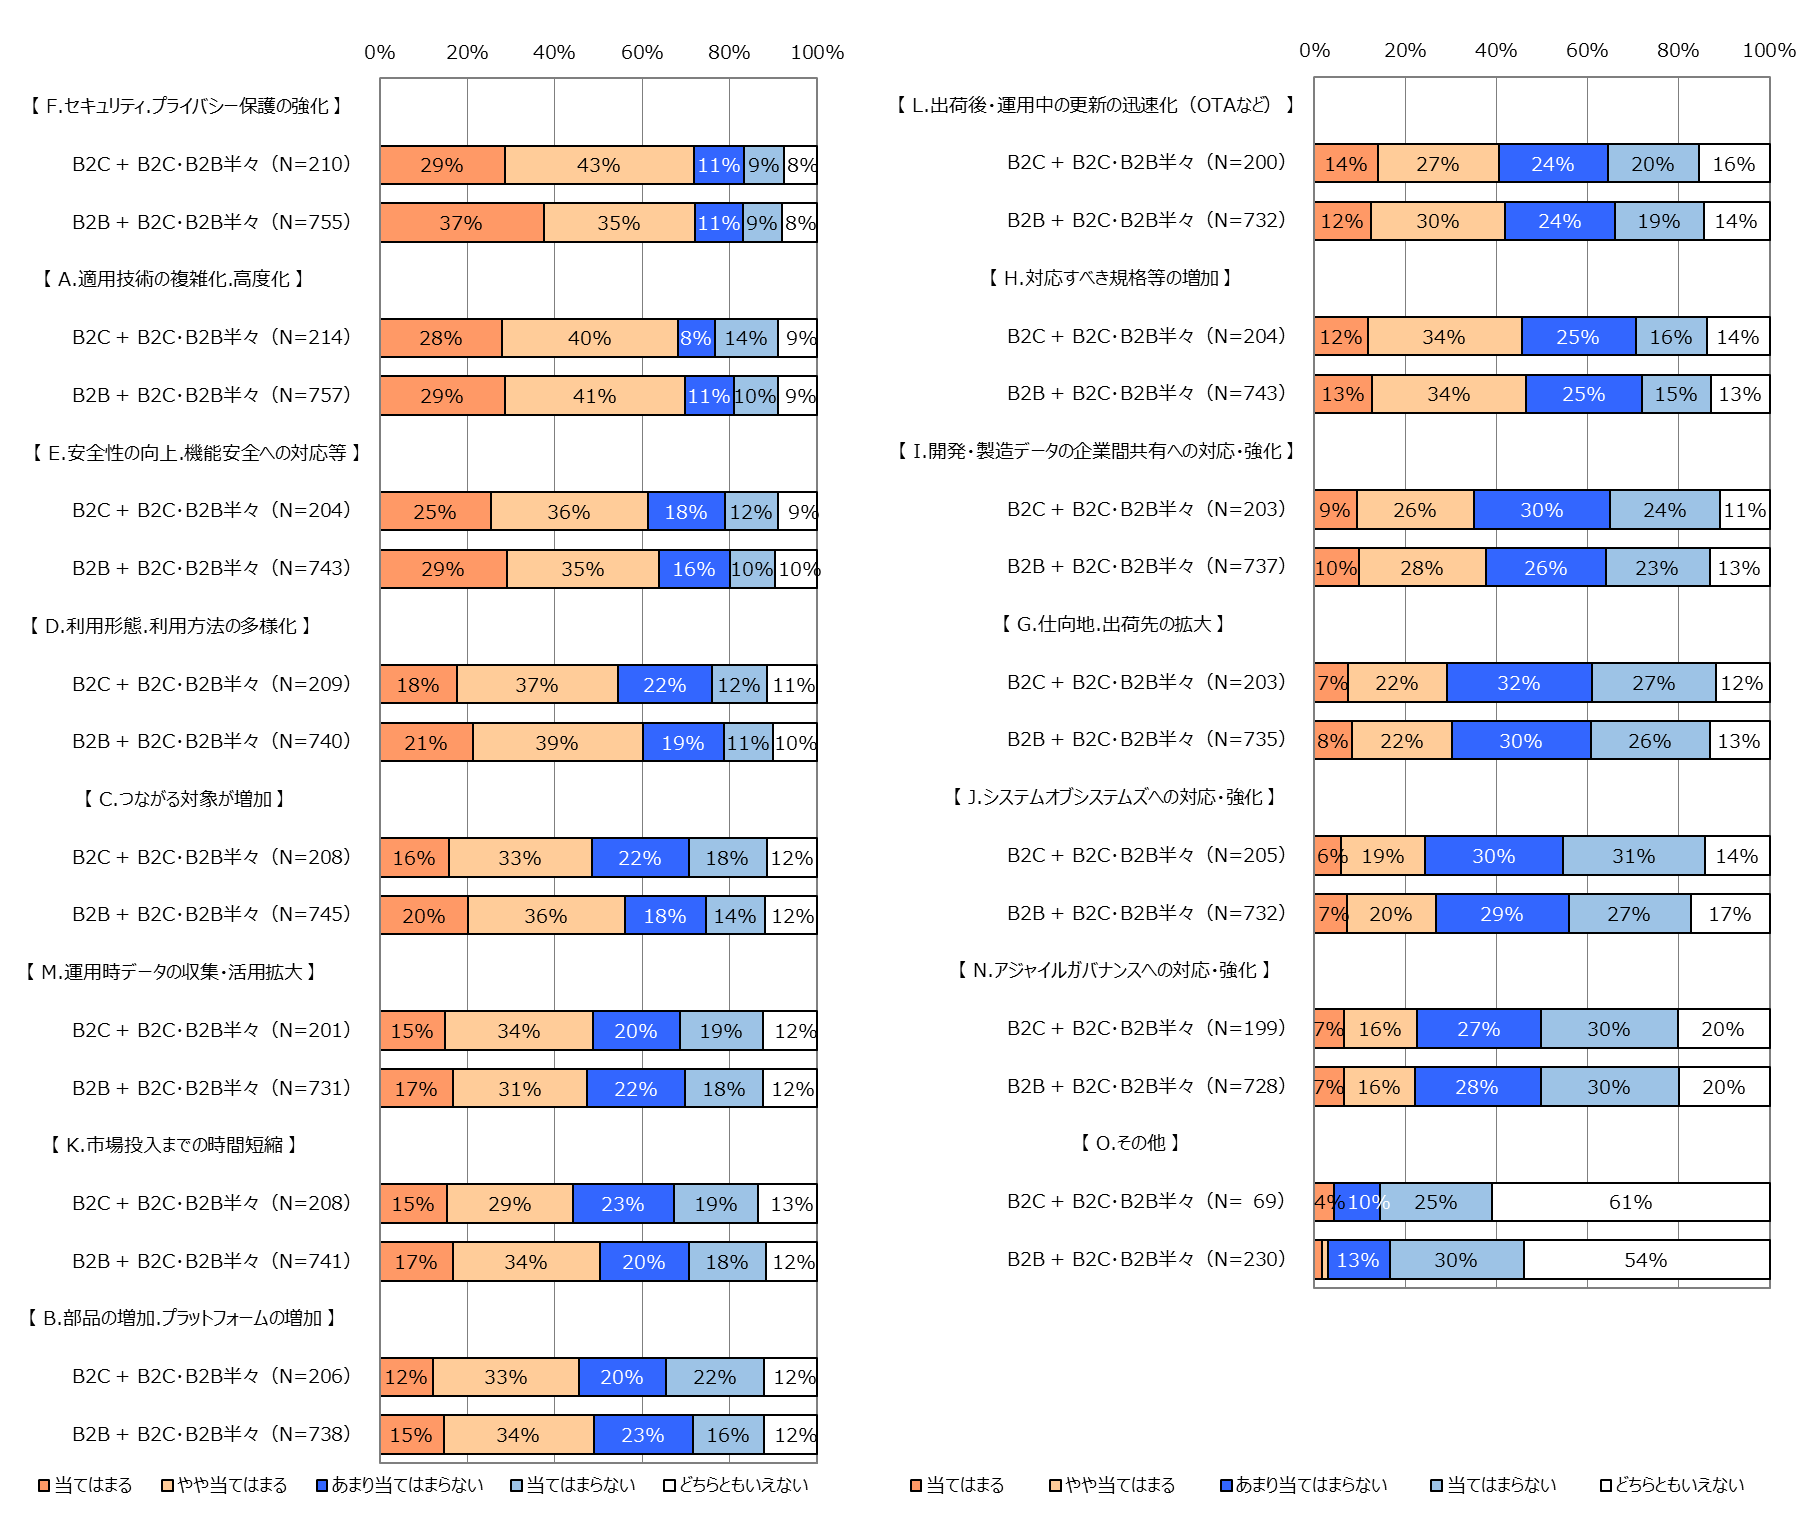 0% 20% 40% 60% 80% 100%
【 F.セキュリティ.プライバシー保護の強化 】
B2C + B2C・B2B半々（N=210） 29% 43% 11% 9% 8%
B2B + B2C・B2B半々（N=755） 37% 35% 11% 9% 8%
【 A.適用技術の複雑化.高度化 】
B2C + B2C・B2B半々（N=214） 28% 40% 8% 14% 9%
B2B + B2C・B2B半々（N=757） 29% 41% 11% 10% 9%
【 E.安全性の向上.機能安全への対応等 】
B2C + B2C・B2B半々（N=204） 25% 36% 18% 12% 9%
B2B + B2C・B2B半々（N=743） 29% 35% 16% 10% 10%
【 D.利用形態.利用方法の多様化 】
B2C + B2C・B2B半々（N=209） 18% 37% 22% 12% 11%
B2B + B2C・B2B半々（N=740） 21% 39% 19% 11% 10%
【 C.つながる対象が増加 】
B2C + B2C・B2B半々（N=208） 16% 33% 22% 18% 12%
B2B + B2C・B2B半々（N=745） 20% 36% 18% 14% 12%
【 M.運用時データの収集・活用拡大 】
B2C + B2C・B2B半々（N=201） 15% 34% 20% 19% 12%
B2B + B2C・B2B半々（N=731） 17% 31% 22% 18% 12%
【 K.市場投入までの時間短縮 】
B2C + B2C・B2B半々（N=208） 15% 29% 23% 19% 13%
B2B + B2C・B2B半々（N=741） 17% 34% 20% 18% 12%
【 B.部品の増加.プラットフォームの増加 】
B2C + B2C・B2B半々（N=206） 12% 33% 20% 22% 12%
B2B + B2C・B2B半々（N=738） 15% 34% 23% 16% 12%
当てはまる やや当てはまる あまり当てはまらない 当てはまらない どちらともいえない
0% 20% 40% 60% 80% 100%
【 L.出荷後・運用中の更新の迅速化（OTAなど） 】
B2C + B2C・B2B半々（N=200） 14% 27% 24% 20% 16%
B2B + B2C・B2B半々（N=732） 12% 30% 24% 19% 14%
【 H.対応すべき規格等の増加 】
B2C + B2C・B2B半々（N=204） 12% 34% 25% 16% 14%
B2B + B2C・B2B半々（N=743） 13% 34% 25% 15% 13%
【 I.開発・製造データの企業間共有への対応・強化 】
B2C + B2C・B2B半々（N=203） 9% 26% 30% 24% 11%
B2B + B2C・B2B半々（N=737） 10% 28% 26% 23% 13%
【 G.仕向地.出荷先の拡大 】
B2C + B2C・B2B半々（N=203） 7% 22% 32% 27% 12%
B2B + B2C・B2B半々（N=735） 8% 22% 30% 26% 13%
【 J.システムオブシステムズへの対応・強化 】
B2C + B2C・B2B半々（N=205） 6% 19% 30% 31% 14%
B2B + B2C・B2B半々（N=732） 7% 20% 29% 27% 17%
【 N.アジャイルガバナンスへの対応・強化 】
B2C + B2C・B2B半々（N=199） 7% 16% 27% 30% 20%
B2B + B2C・B2B半々（N=728） 7% 16% 28% 30% 20%
【 O.その他 】
B2C + B2C・B2B半々（N= 69） 4% 10% 25% 61%
B2B + B2C・B2B半々（N=230） 13% 30% 54%
当てはまる やや当てはまる あまり当てはまらない 当てはまらない どちらともいえない